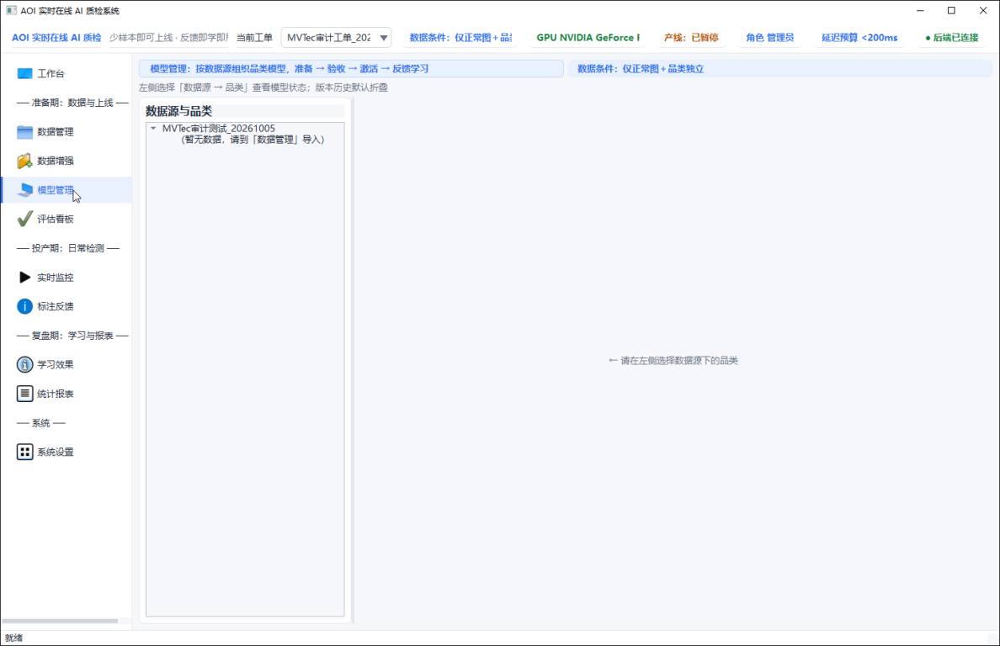 AOI 实时在线 AI 质检系统
AOI 实时在线 AI 质检 少样本即可上线 · 反馈即学即用 当前工单 MVTec审计工单_202 数据条件：仅正常图 + 品类 GPU NVIDIA GeForce 产线：已暂停 角色 管理员 延迟预算 <200ms ● 后端已连接
工作台
── 准备期：数据与上线 ──
数据管理
数据增强
模型管理
评估看板
── 投产期：日常检测 ──
实时监控
标注反馈
── 复盘期：学习与报表 ──
学习效果
统计报表
── 系统 ──
系统设置
模型管理：按数据源组织品类模型，准备 → 验收 → 激活 → 反馈学习
数据条件：仅正常图 + 品类独立
左侧选择「数据源 → 品类」查看模型状态；版本历史默认折叠
数据源与品类
MVTec审计测试_20261005
（暂无数据，请到「数据管理」导入）
← 请在左侧选择数据源下的品类
就绪